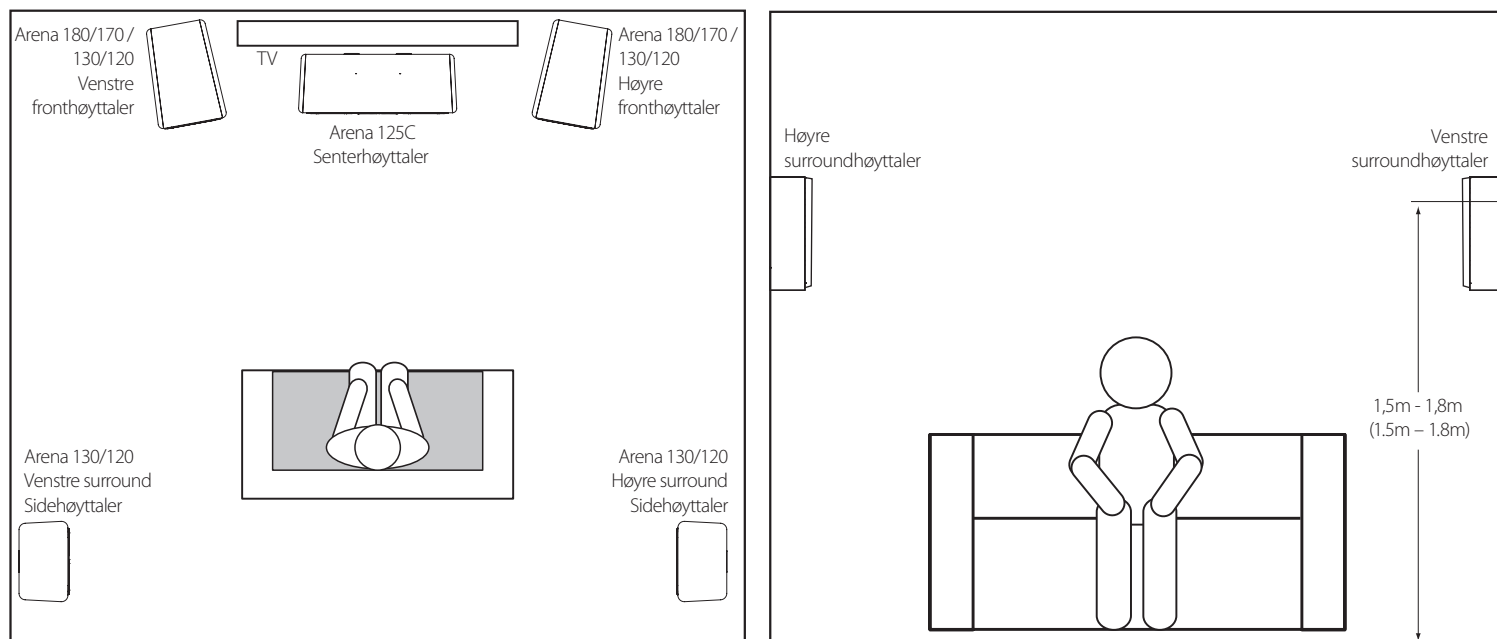 Arena 180/170 /
130/120
Venstre
fronthøyttaler
TV
Arena 180/170 /
130/120
Høyre
fronthøyttaler
Arena 125C
Senterhøyttaler
Arena 130/120
Venstre surround
Sidehøyttaler
Arena 130/120
Høyre surround
Sidehøyttaler
Høyre
surroundhøyttaler
Venstre
surroundhøyttaler
1,5m - 1,8m
(1.5m – 1.8m)